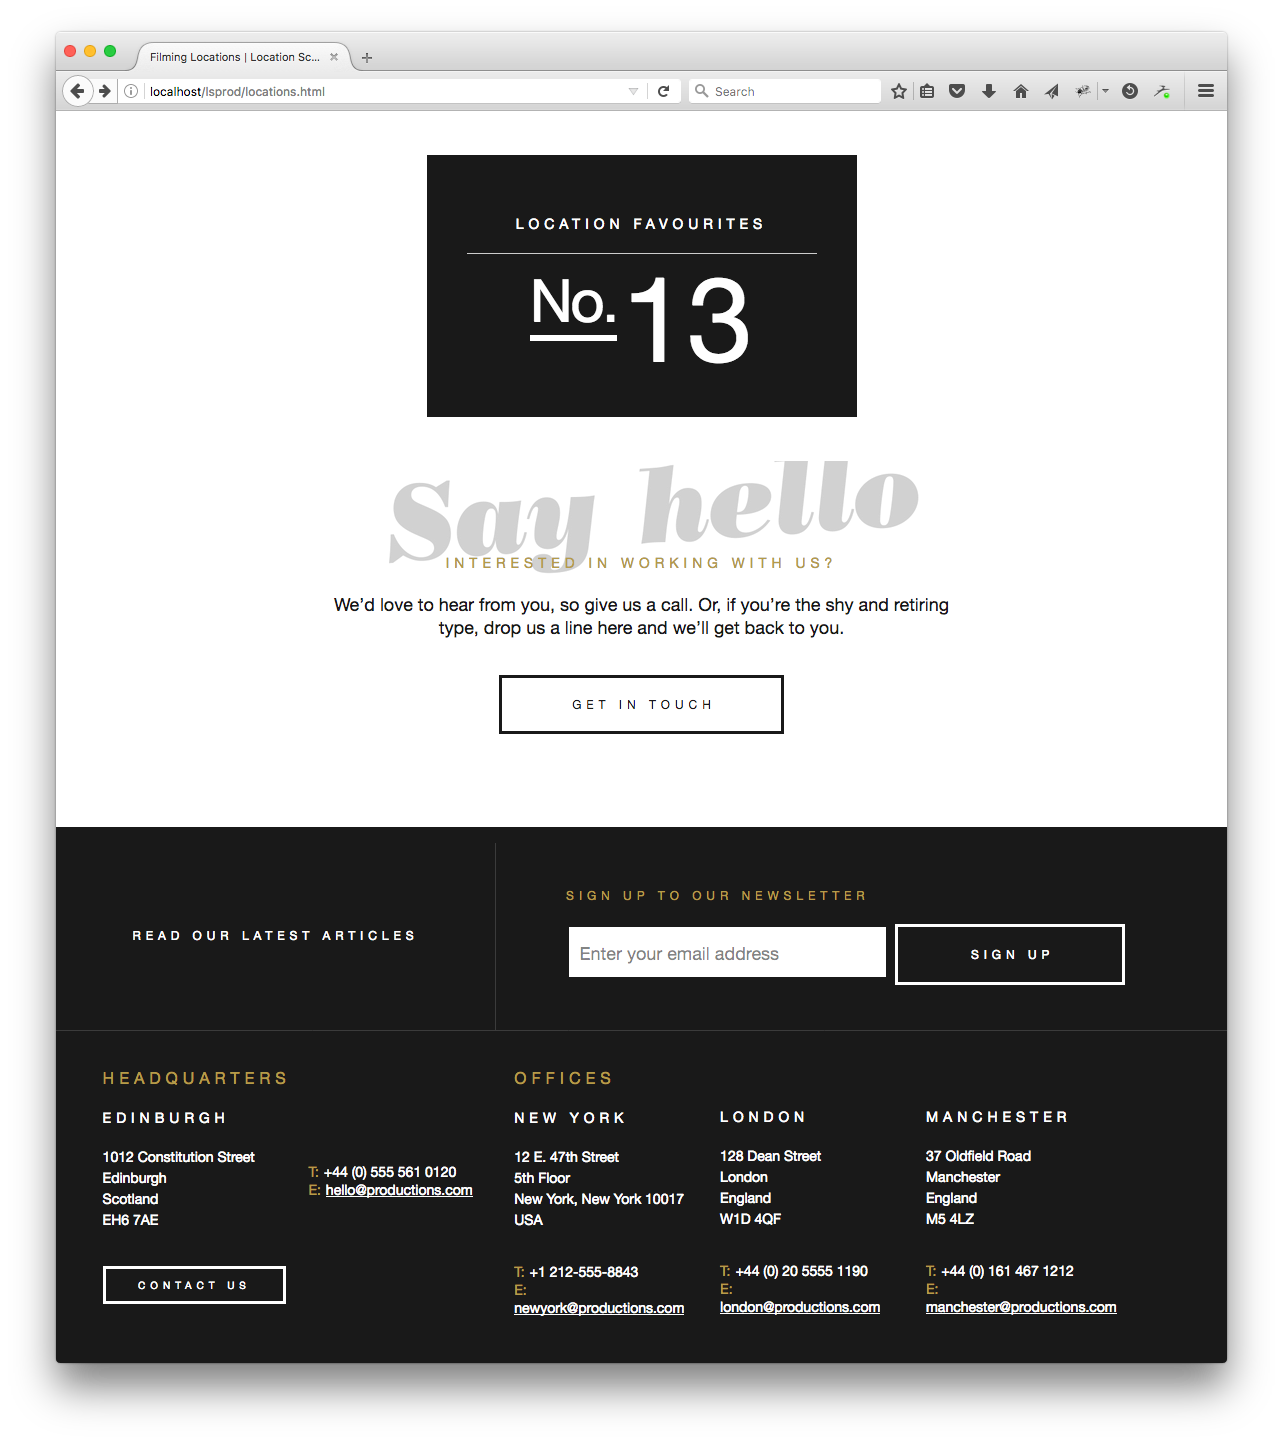 Filming Locations | Location Sc...
localhost/lsprod/locations.html
Search
LOCATION FAVOURITES
No. 13
Say hello
INTERESTED IN WORKING WITH US?
We’d love to hear from you, so give us a call. Or, if you’re the shy and retiring
type, drop us a line here and we’ll get back to you.
GET IN TOUCH
READ OUR LATEST ARTICLES
SIGN UP TO OUR NEWSLETTER
Enter your email address
SIGN UP
HEADQUARTERS
EDINBURGH
1012 Constitution Street
Edinburgh
Scotland
EH6 7AE
T: +44 (0) 555 561 0120
E: hello@productions.com
CONTACT US
OFFICES
NEW YORK
12 E. 47th Street
5th Floor
New York, New York 10017
USA
T: +1 212-555-8843
E:
newyork@productions.com
LONDON
128 Dean Street
London
England
W1D 4QF
T: +44 (0) 20 5555 1190
E:
london@productions.com
MANCHESTER
37 Oldfield Road
Manchester
England
M5 4LZ
T: +44 (0) 161 467 1212
E:
manchester@productions.com